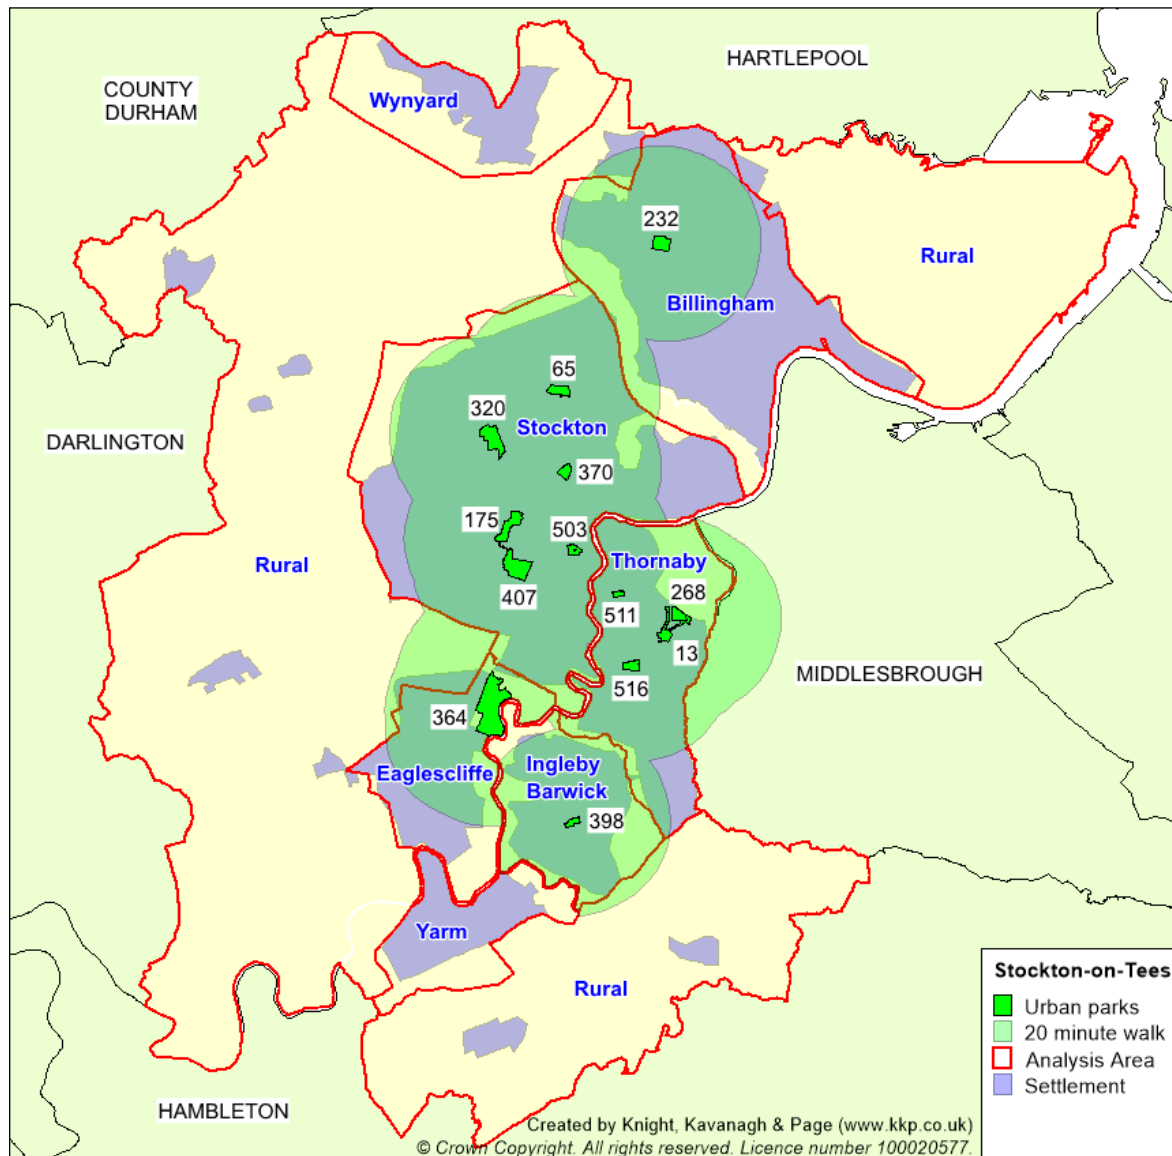 HARTLEPOOL
COUNTY
DURHAM
Wynyard
232
Rural
Billingham
65
320
Stockton
DARLINGTON
370
175
503
Thornaby
Rural
407
511
268
13
516
MIDDLESBROUGH
364
Eaglescliffe
Ingleby
Barwick
398
Yarm
Rural
HAMBLETON
Stockton-on-Tees
Urban parks
20 minute walk
Analysis Area
Settlement
Created by Knight, Kavanagh & Page (www.kkp.co.uk)
© Crown Copyright. All rights reserved. Licence number 100020577.